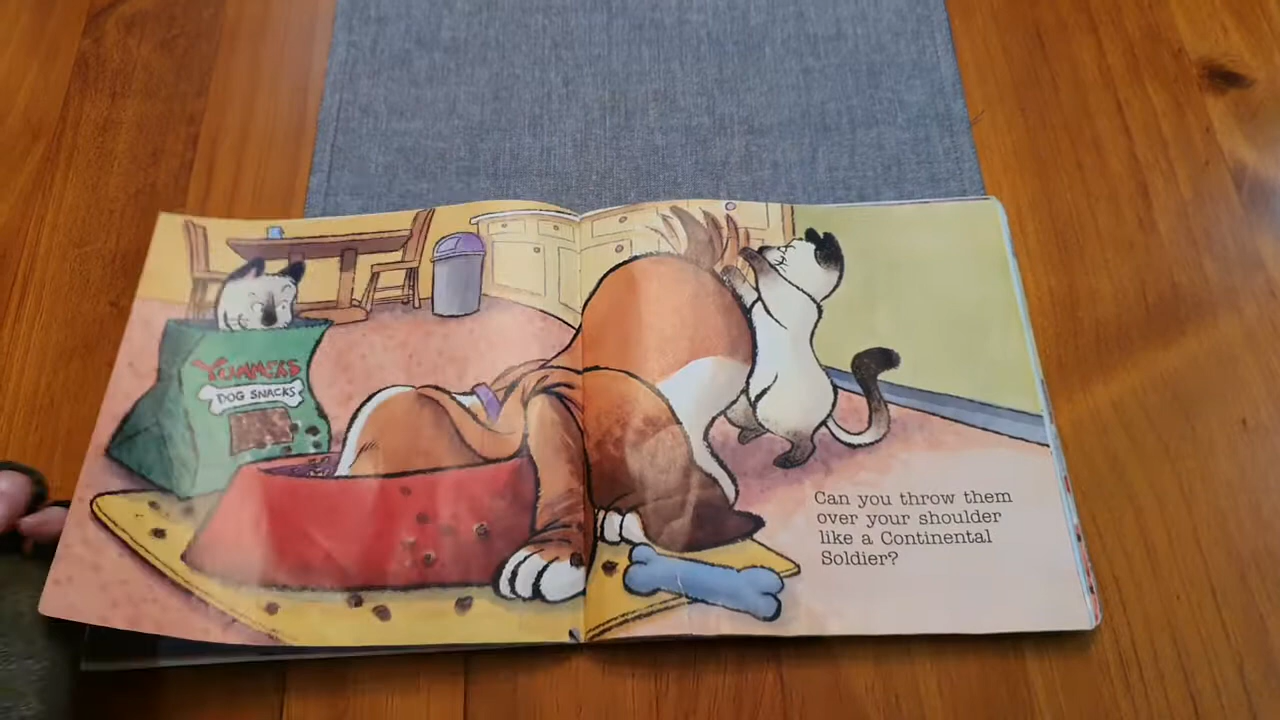 YUMMERS
DOG SNACKS
Can you throw them
over your shoulder
like a Continental
Soldier?